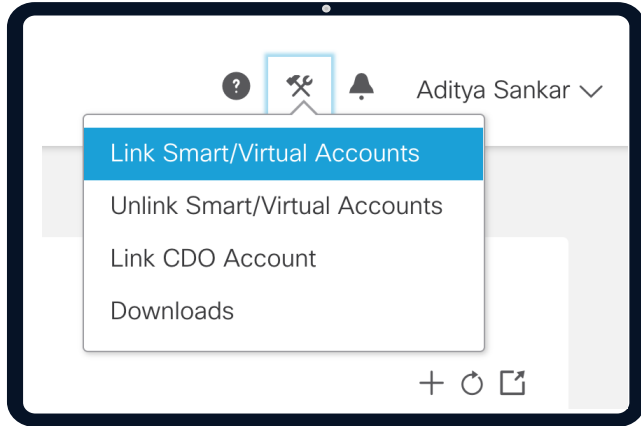 Aditya Sankar
Link Smart/Virtual Accounts
Unlink Smart/Virtual Accounts
Link CDO Account
Downloads